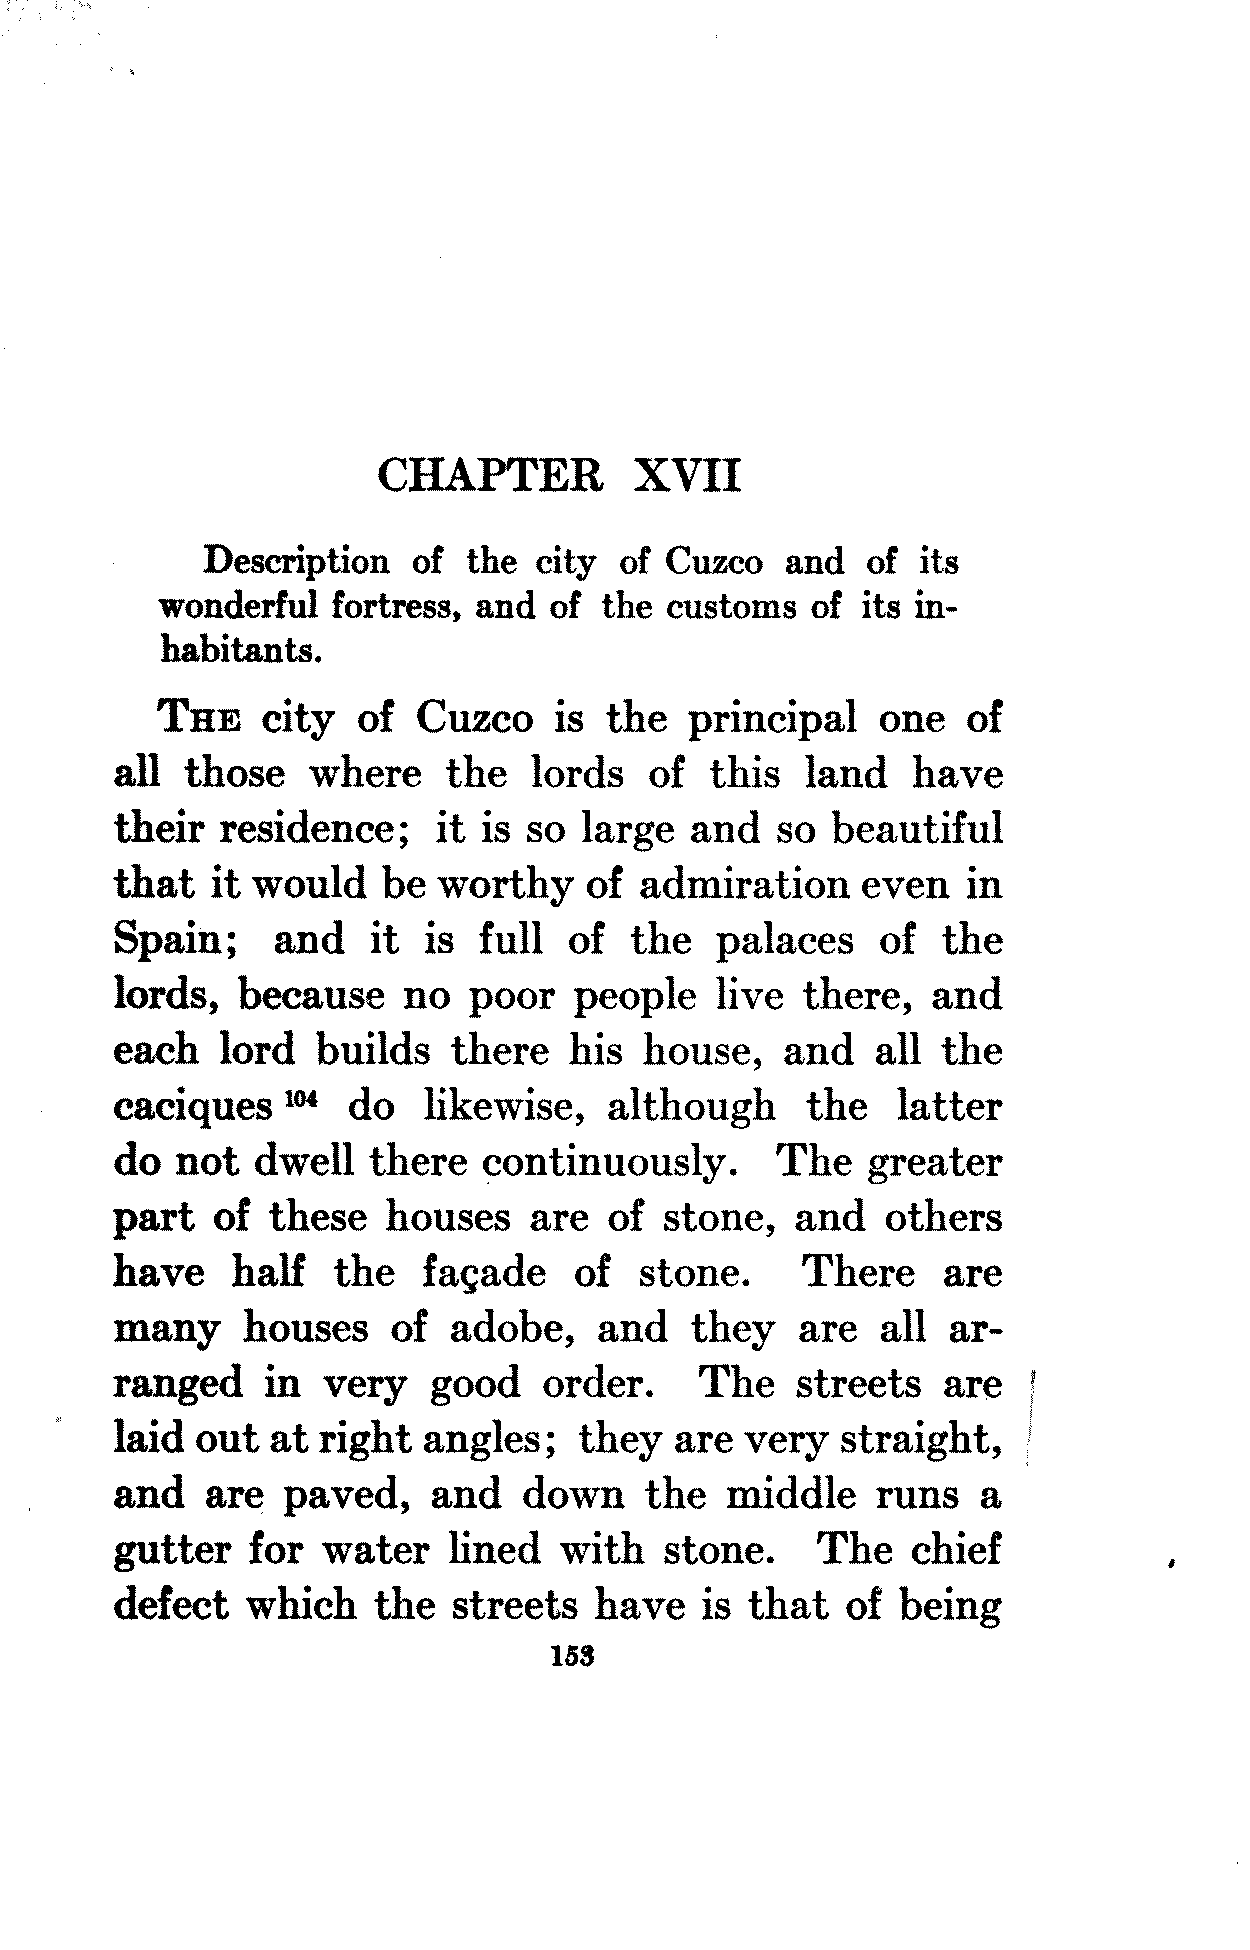 CHAPTER XVII
Description of the city of Cuzco and of its
wonderful fortress, and of the customs of its in-
habitants.
THE city of Cuzco is the principal one of
all those where the lords of this land have
their residence; it is so large and so beautiful
that it would be worthy of admiration even in
Spain; and it is full of the palaces of the
lords, because no poor people live there, and
each lord builds there his house, and all the
caciques 104 do likewise, although the latter
do not dwell there continuously. The greater
part of these houses are of stone, and others
have half the façade of stone. There are
many houses of adobe, and they are all ar-
ranged in very good order. The streets are
laid out at right angles; they are very straight,
and are paved, and down the middle runs a
gutter for water lined with stone. The chief
defect which the streets have is that of being
153